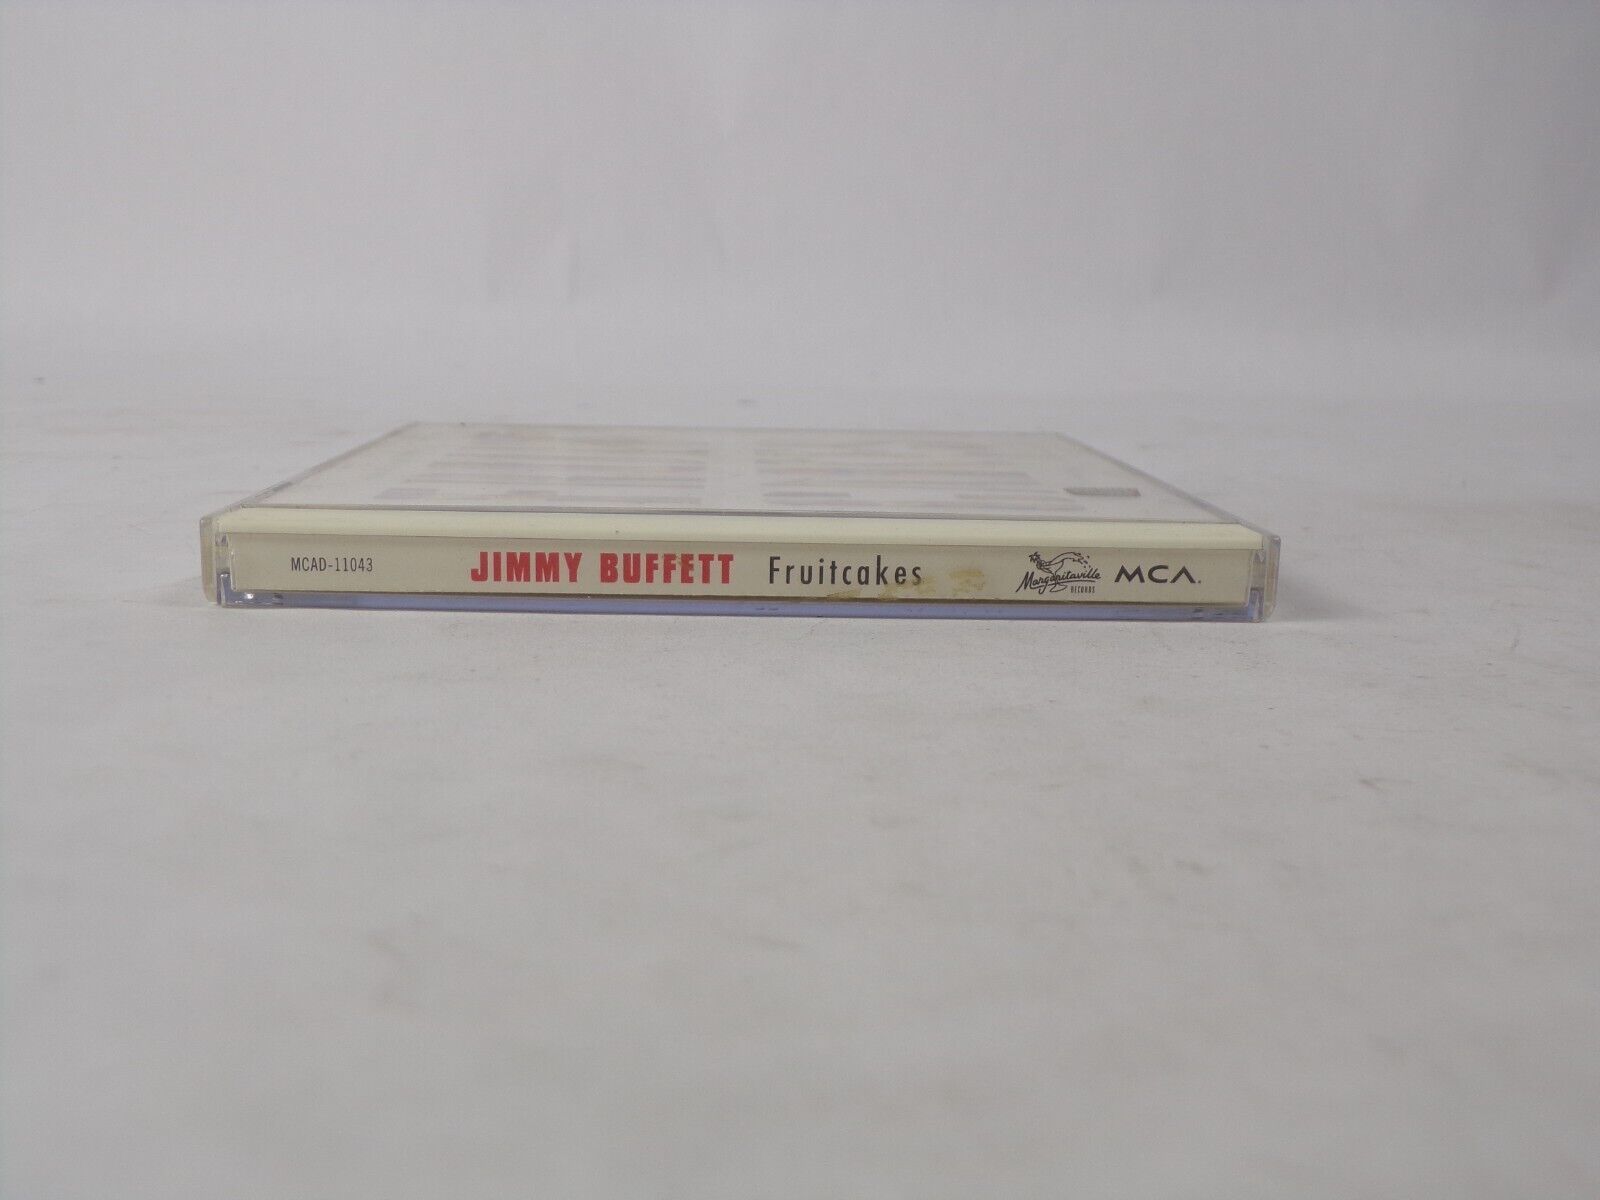 MCAD-11043 JIMMY BUFFETT Fruitcakes Margaritaville RECORDS MCA.